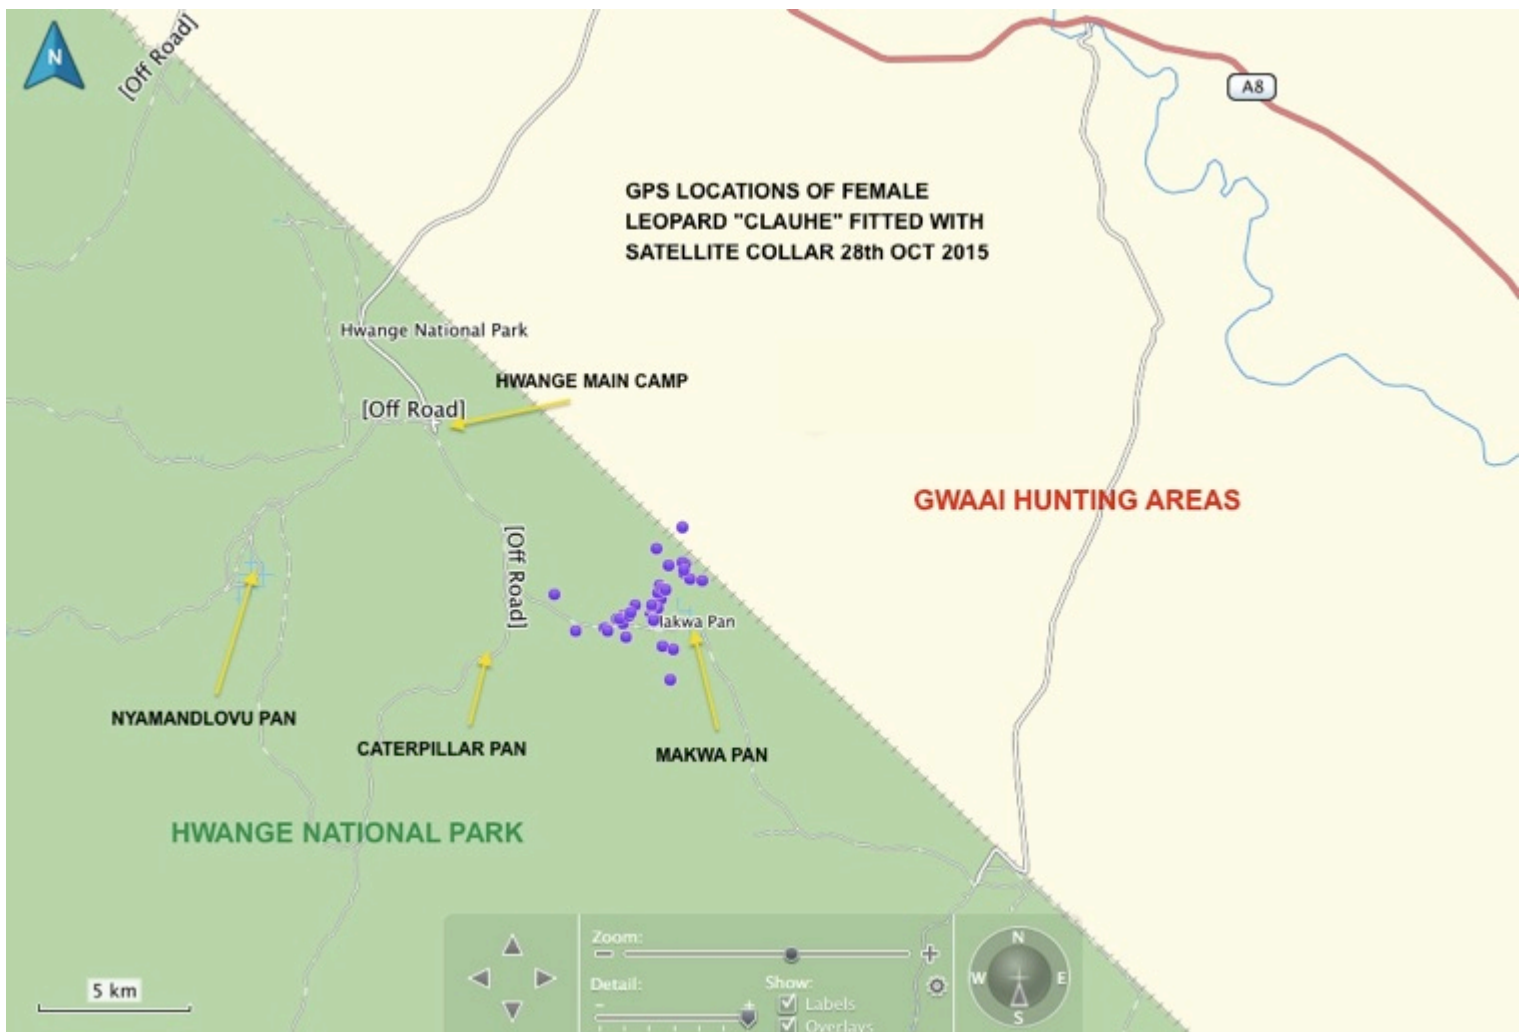 N
[Off Road]
A8
GPS LOCATIONS OF FEMALE
LEOPARD "CLAUHE" FITTED WITH
SATELLITE COLLAR 28th OCT 2015
Hwange National Park
HWANGE MAIN CAMP
[Off Road]
GWAAI HUNTING AREAS
[Off Road]
lakwa Pan
NYAMANDLOVU PAN
CATERPILLAR PAN
MAKWA PAN
HWANGE NATIONAL PARK
5 km
Zoom:
Detail:
Show:
Labels
Overlays
N
W
E
S